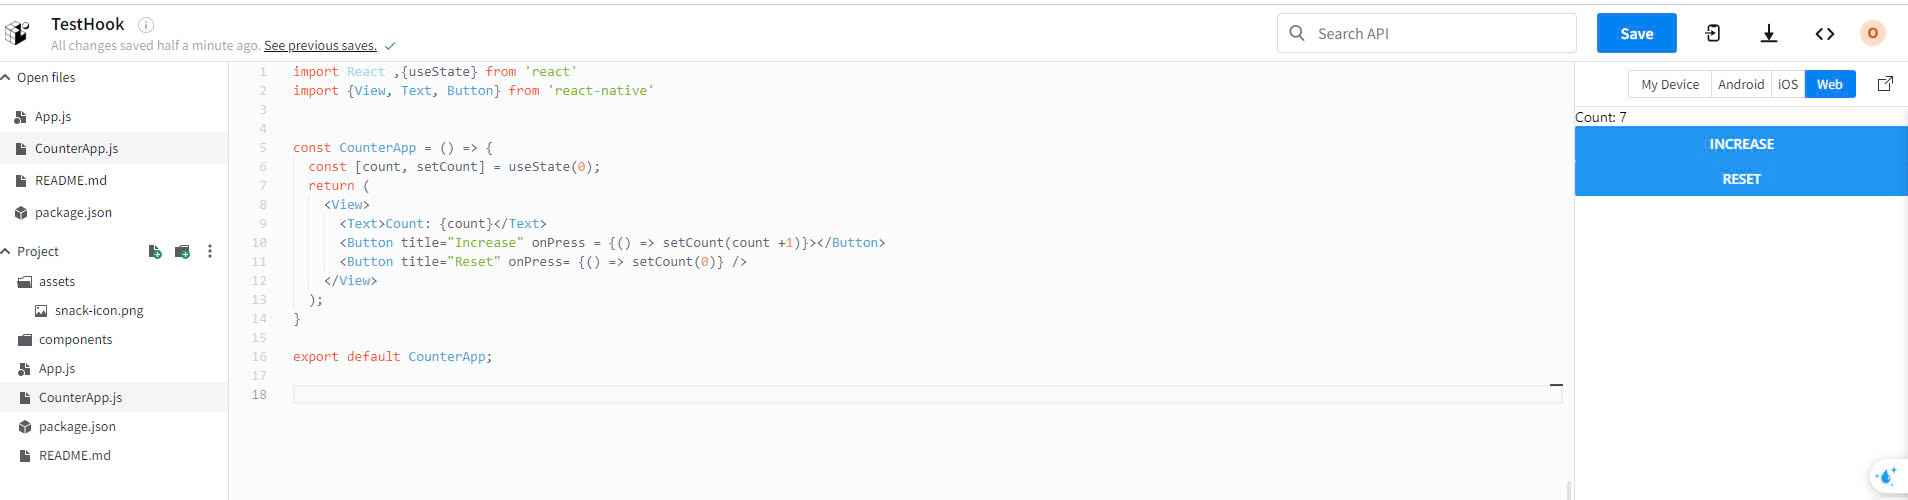 TestHook
All changes saved half a minute ago. See previous saves.
Search API
Save
O
Open files
App.js
CounterApp.js
README.md
package.json
Project
assets
snack-icon.png
components
App.js
CounterApp.js
package.json
README.md
1 import React ,{useState} from 'react'
2 import {View, Text, Button} from 'react-native'
3
4
5 const CounterApp = () => {
6 const [count, setCount] = useState(0);
7 return (
8 <View>
9 <Text>Count: {count}</Text>
10 <Button title="Increase" onPress = {() => setCount(count +1)}></Button>
11 <Button title="Reset" onPress= {() => setCount(0)} />
12 </View>
13 );
14 }
15
16 export default CounterApp;
17
18
My Device Android iOS Web
Count: 7
INCREASE
RESET